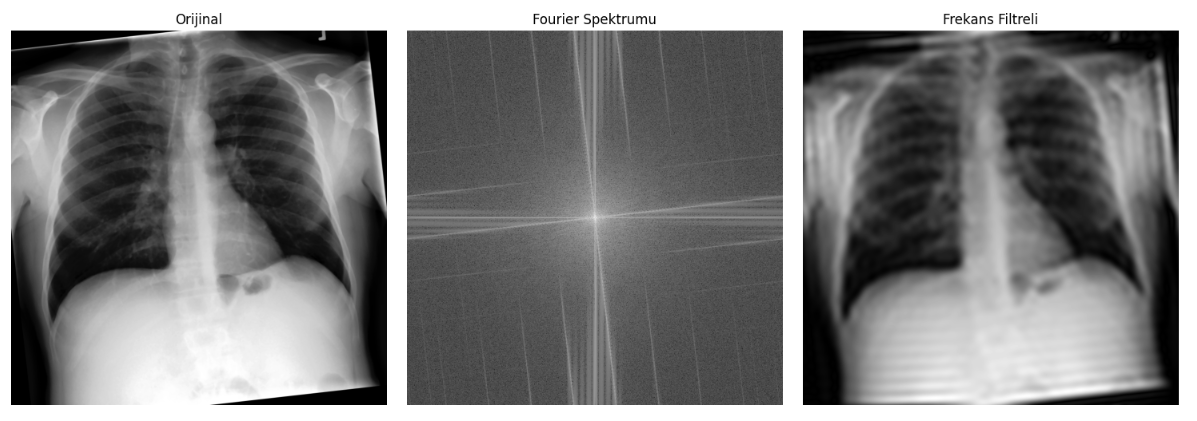 Orijinal
Fourier Spektrumu
Frekans Filtreli